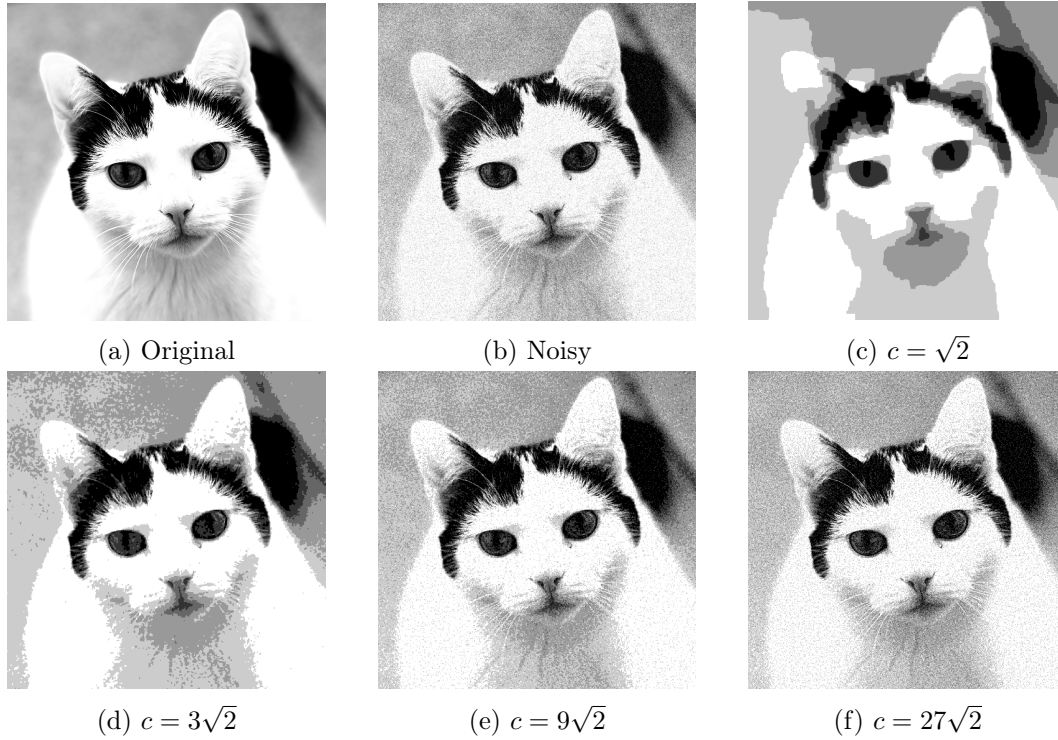 (a) Original
(b) Noisy
(c) c = √2
(d) c = 3√2
(e) c = 9√2
(f) c = 27√2